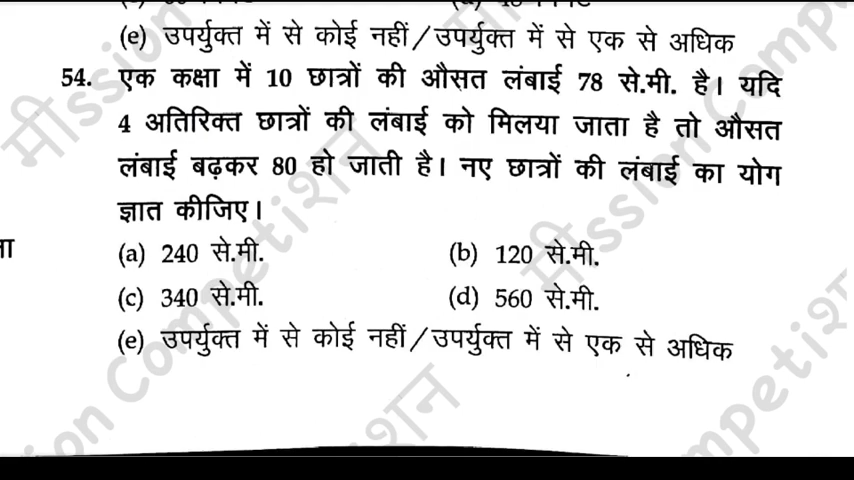 (e) उपर्युक्त में से कोई नहीं/उपर्युक्त में से एक से अधिक
54. एक कक्षा में 10 छात्रों की औसत लंबाई 78 से.मी. है। यदि
4 अतिरिक्त छात्रों की लंबाई को मिलया जाता है तो औसत
लंबाई बढ़कर 80 हो जाती है। नए छात्रों की लंबाई का योग
ज्ञात कीजिए।
(a) 240 से.मी. (b) 120 से.मी.
(c) 340 से.मी. (d) 560 से.मी.
(e) उपर्युक्त में से कोई नहीं/उपर्युक्त में से एक से अधिक